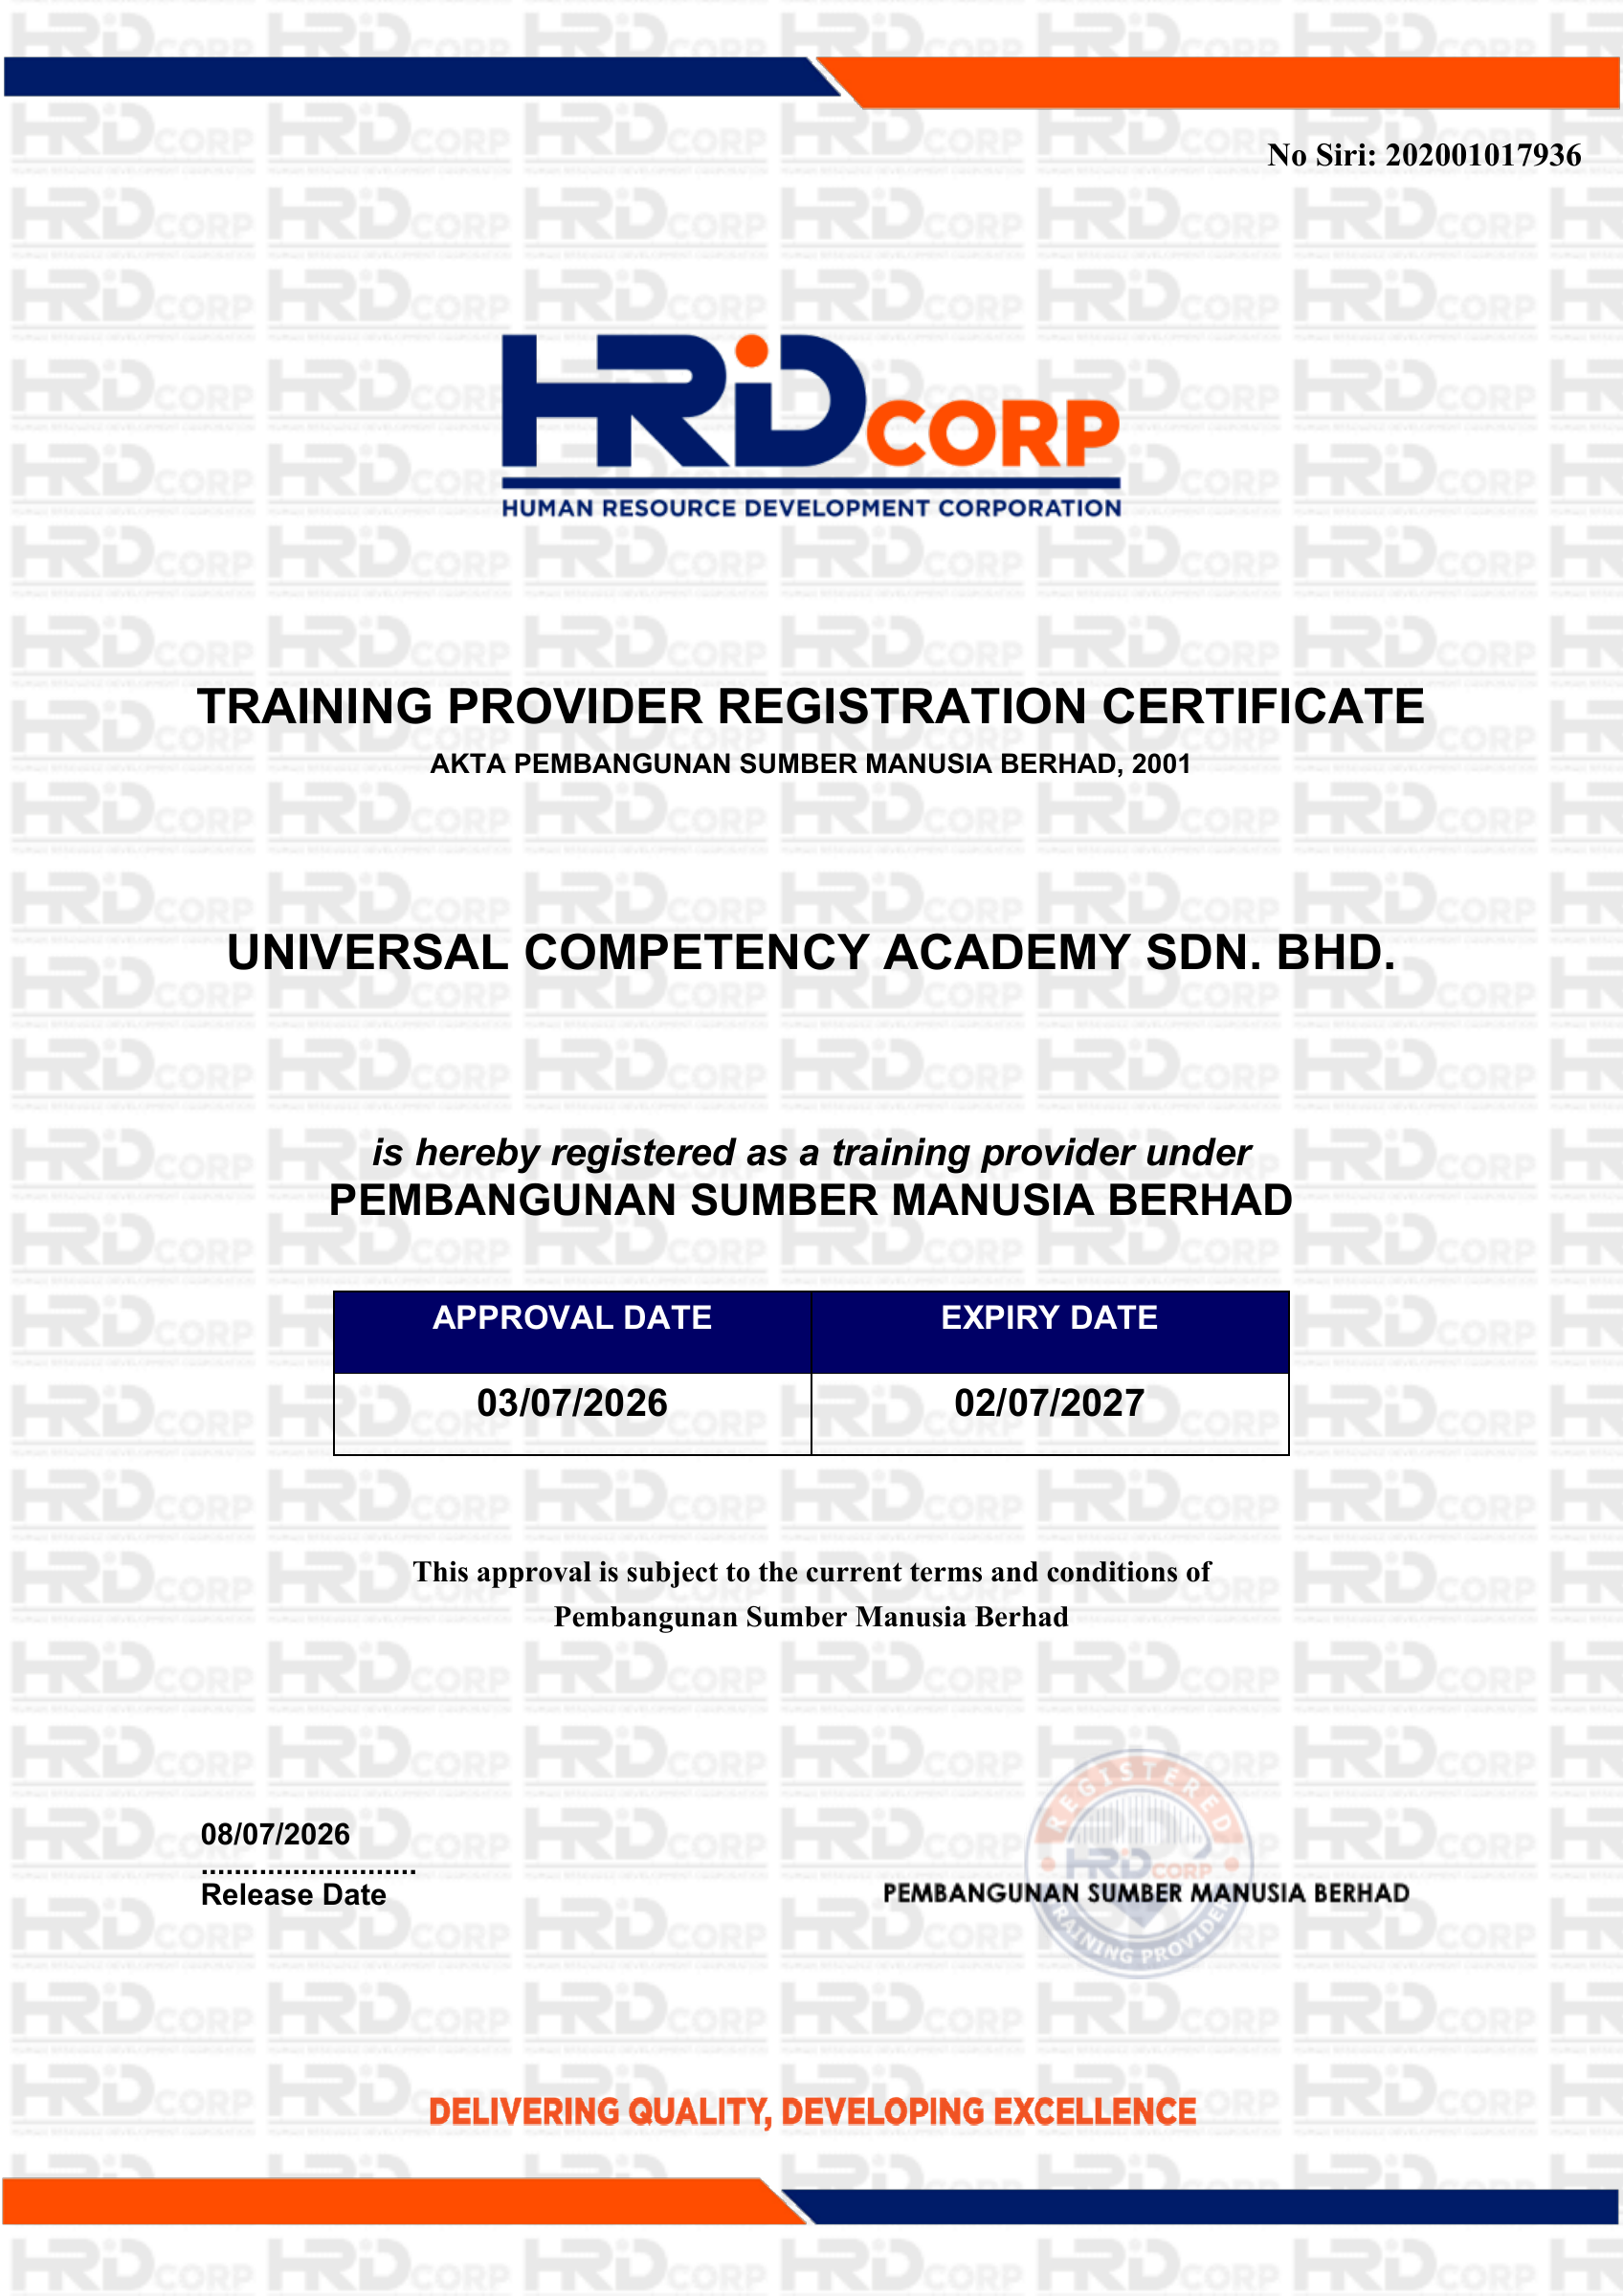 No Siri: 202001017936
HRD CORP
HUMAN RESOURCE DEVELOPMENT CORPORATION
TRAINING PROVIDER REGISTRATION CERTIFICATE
AKTA PEMBANGUNAN SUMBER MANUSIA BERHAD, 2001
UNIVERSAL COMPETENCY ACADEMY SDN. BHD.
is hereby registered as a training provider under
PEMBANGUNAN SUMBER MANUSIA BERHAD
APPROVAL DATE EXPIRY DATE
03/07/2026 02/07/2027
This approval is subject to the current terms and conditions of
Pembangunan Sumber Manusia Berhad
08/07/2026
..........................
Release Date
REGISTERED
HRD CORP
PEMBANGUNAN SUMBER MANUSIA BERHAD
TRAINING PROVIDER
DELIVERING QUALITY, DEVELOPING EXCELLENCE